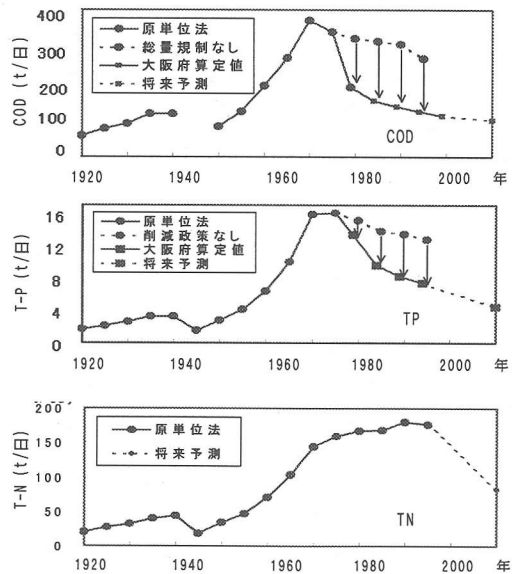 400
300
200
100
0
COD (t/日)
原単位法
総量規制なし
大阪府算定値
将来予測
COD
1920 1940 1960 1980 2000 年
16
12
8
4
0
T-P (t/日)
原単位法
削減政策なし
大阪府算定値
将来予測
TP
1920 1940 1960 1980 2000 年
200
150
100
50
0
T-N (t/日)
原単位法
将来予測
TN
1920 1940 1960 1980 2000 年